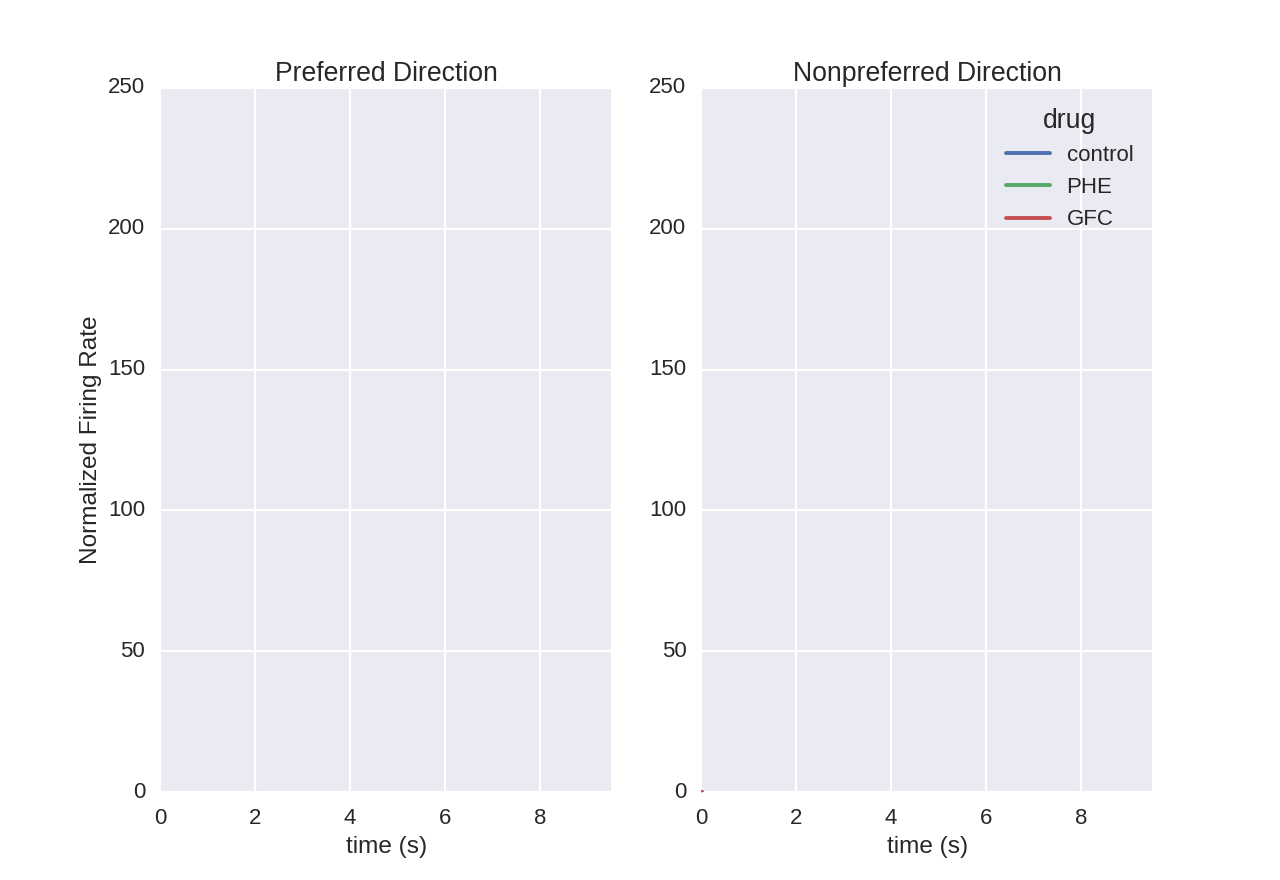 Preferred Direction
250
200
150
100
50
0
Normalized Firing Rate
0 2 4 6 8
time (s)
Nonpreferred Direction
250
200
150
100
50
0
drug
control
PHE
GFC
0 2 4 6 8
time (s)